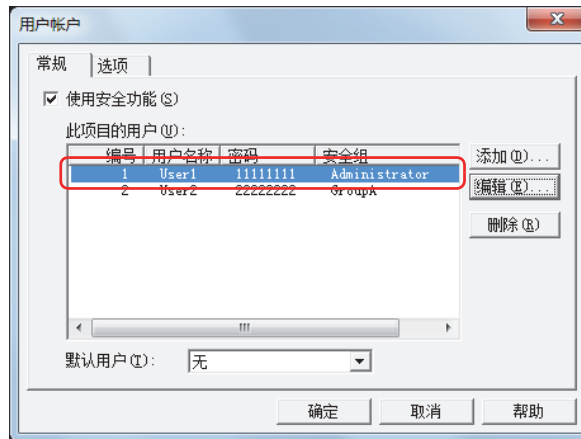 用户帐户
常规 选项
使用安全功能(S)
此项目的用户(U):
编号 用户名称 密码 安全组
1 User1 11111111 Administrator
2 User2 22222222 GroupA
添加(D)...
编辑(E)...
删除(R)
默认用户(T): 无
确定 取消 帮助